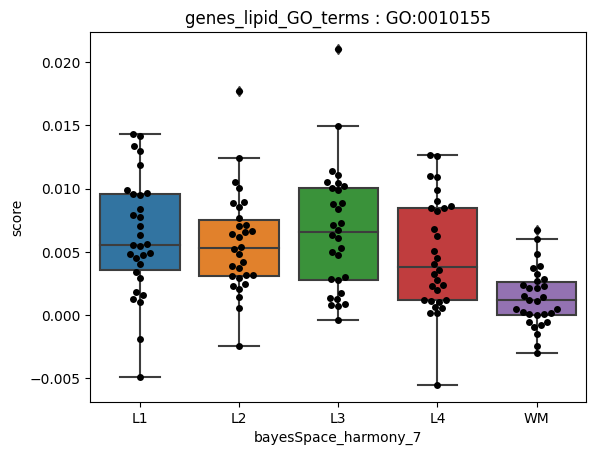 genes_lipid_GO_terms : GO:0010155
score
0.020
0.015
0.010
0.005
0.000
−0.005
L1 L2 L3 L4 WM
bayesSpace_harmony_7